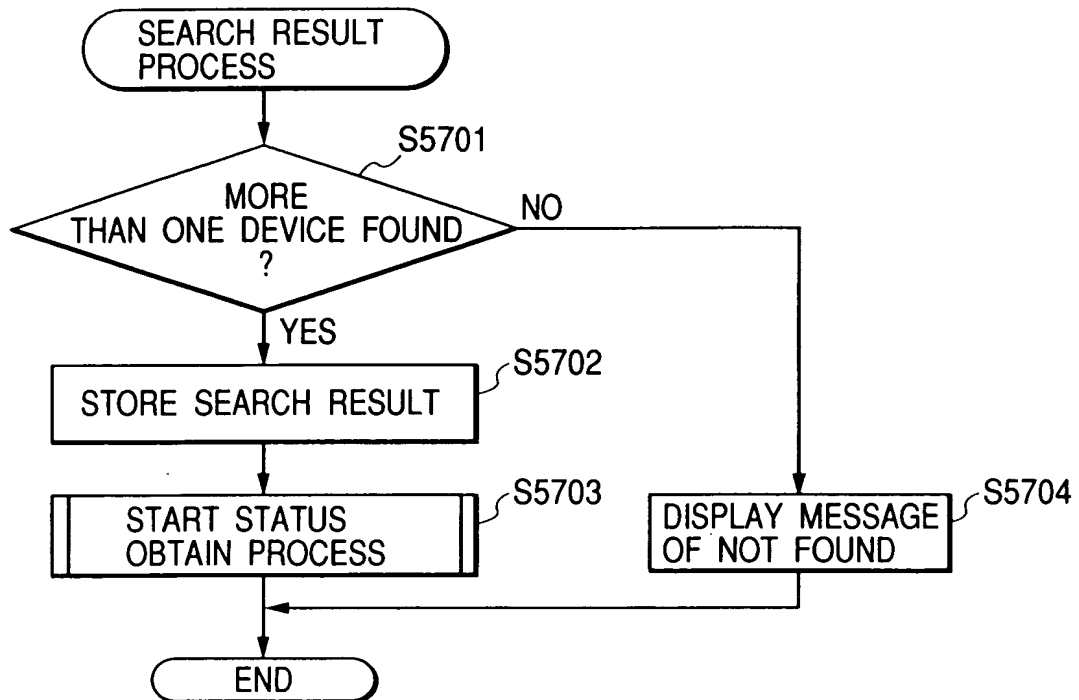 SEARCH RESULT
PROCESS
S5701
MORE
THAN ONE DEVICE FOUND
?
NO
YES
S5702
STORE SEARCH RESULT
S5703
START STATUS
OBTAIN PROCESS
S5704
DISPLAY MESSAGE
OF NOT FOUND
END